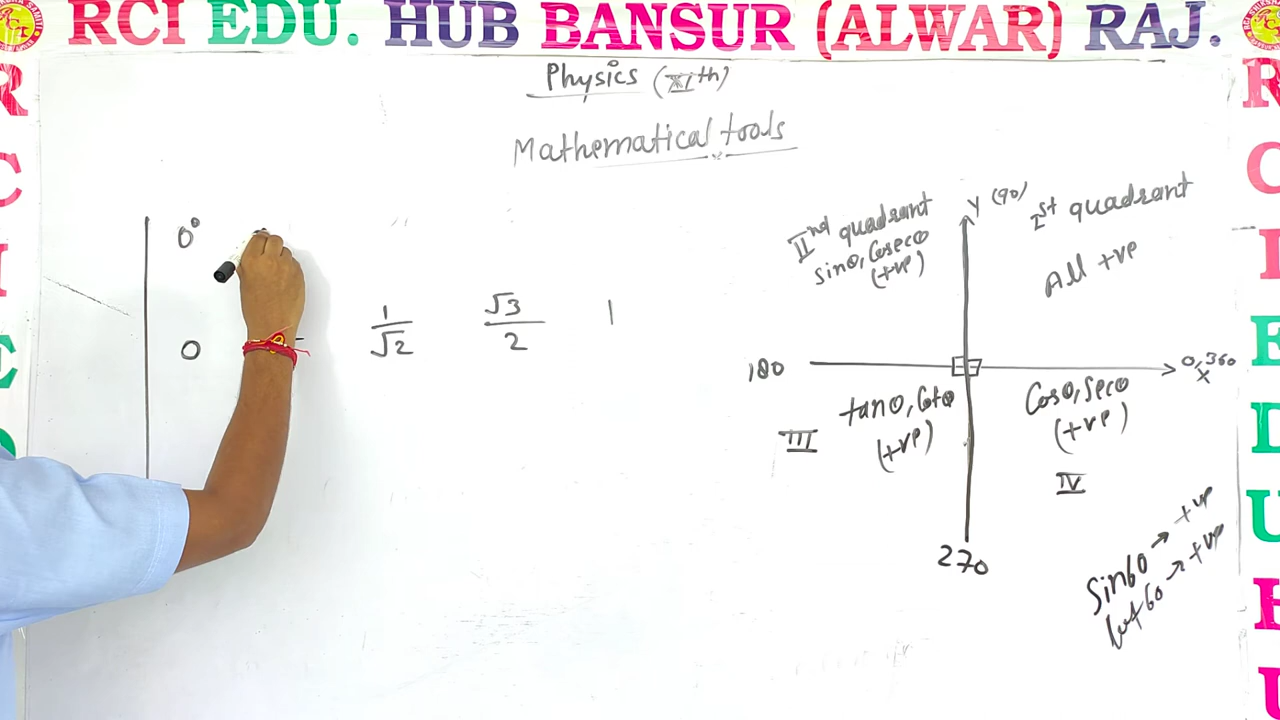 RCI EDU. HUB BANSUR (ALWAR) RAJ.
R
C
I
E
D
R
C
I
E
D
U
H
U
Physics (XIth)
Mathematical tools
0°
0
1/√2
√3/2
1
IInd quadrant
sinθ, Cosecθ
(+ve)
Y (90)
Ist quadrant
All +ve
180
0, 360
X
tanθ, Cotθ
(+ve)
III
Cosθ, Secθ
(+ve)
IV
270
Sin60 → +ve
Cot 60 → +ve